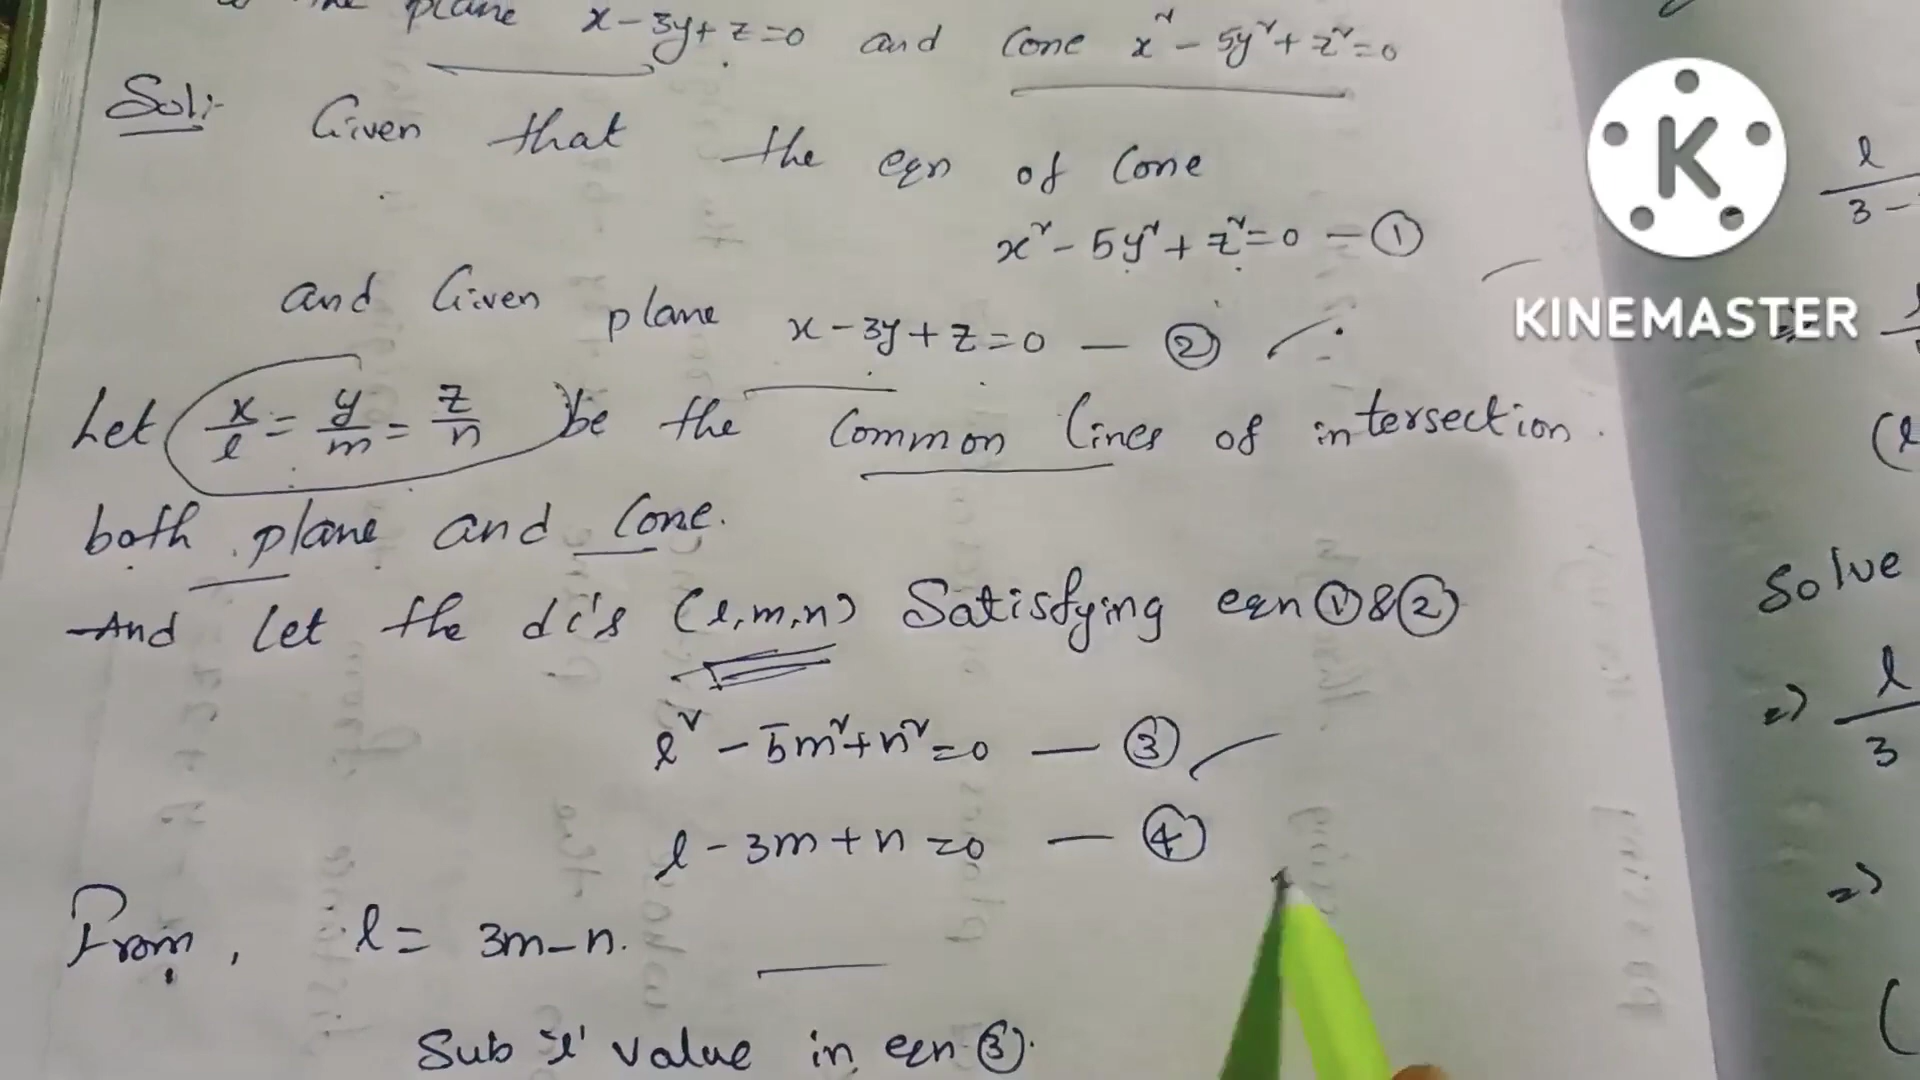 the plane x - 3y + z = 0 and Cone x² - 5y² + z² = 0
Sol:- Given that the eqn of Cone
x² - 5y² + z² = 0 — ①
and Given plane x - 3y + z = 0 — ②
Let x/l = y/m = z/n be the Common lines of intersection.
both plane and Cone.
And let the dc's (l, m, n) Satisfying eqn ① & ②
l² - 5m² + n² = 0 — ③
l - 3m + n = 0 — ④
From, l = 3m - n.
Sub 'l' value in eqn ③.
KINEMASTER
l
3 -
(l
Solve
=> l
3
=>
(